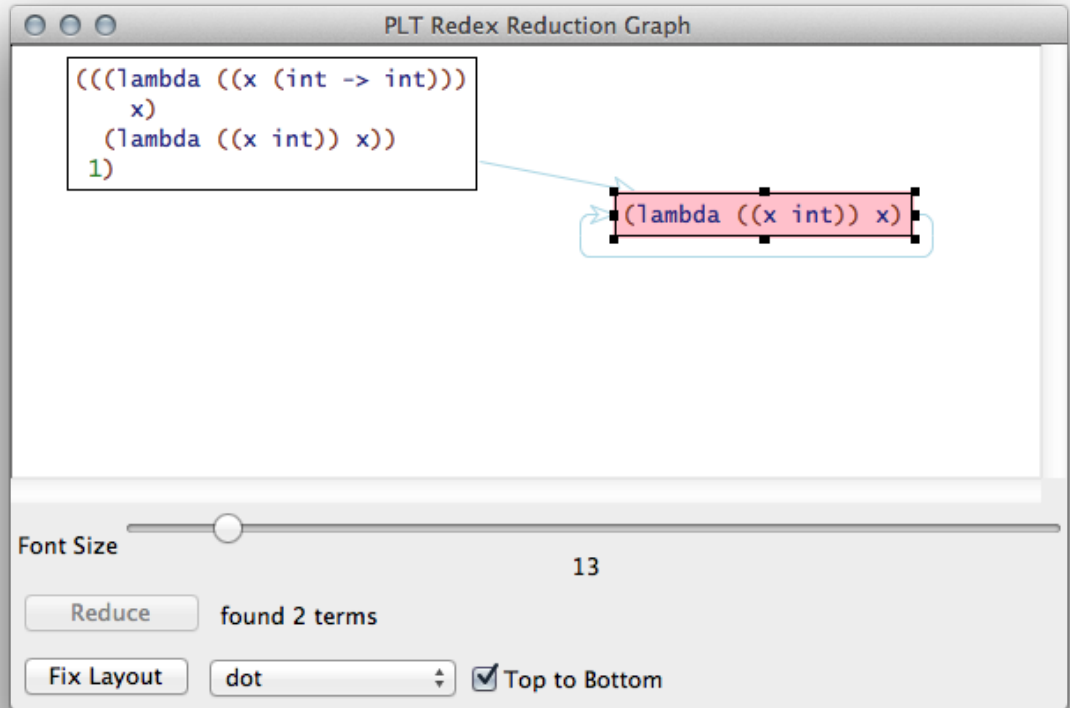 PLT Redex Reduction Graph
(((lambda ((x (int -> int)))
x)
(lambda ((x int)) x))
1)
(lambda ((x int)) x)
Font Size
13
Reduce found 2 terms
Fix Layout dot Top to Bottom